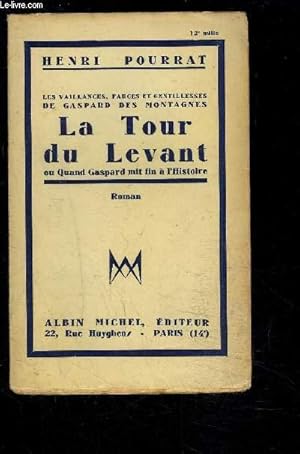 Le-livre.com
12e mille
HENRI POURRAT
LES VAILLANCES, FARCES ET GENTILLESSES
DE GASPARD DES MONTAGNES
La Tour
du Levant
ou Quand Gaspard mit fin à l'Histoire
Roman
ALBIN MICHEL, ÉDITEUR
22, Rue Huyghens - PARIS (14e)